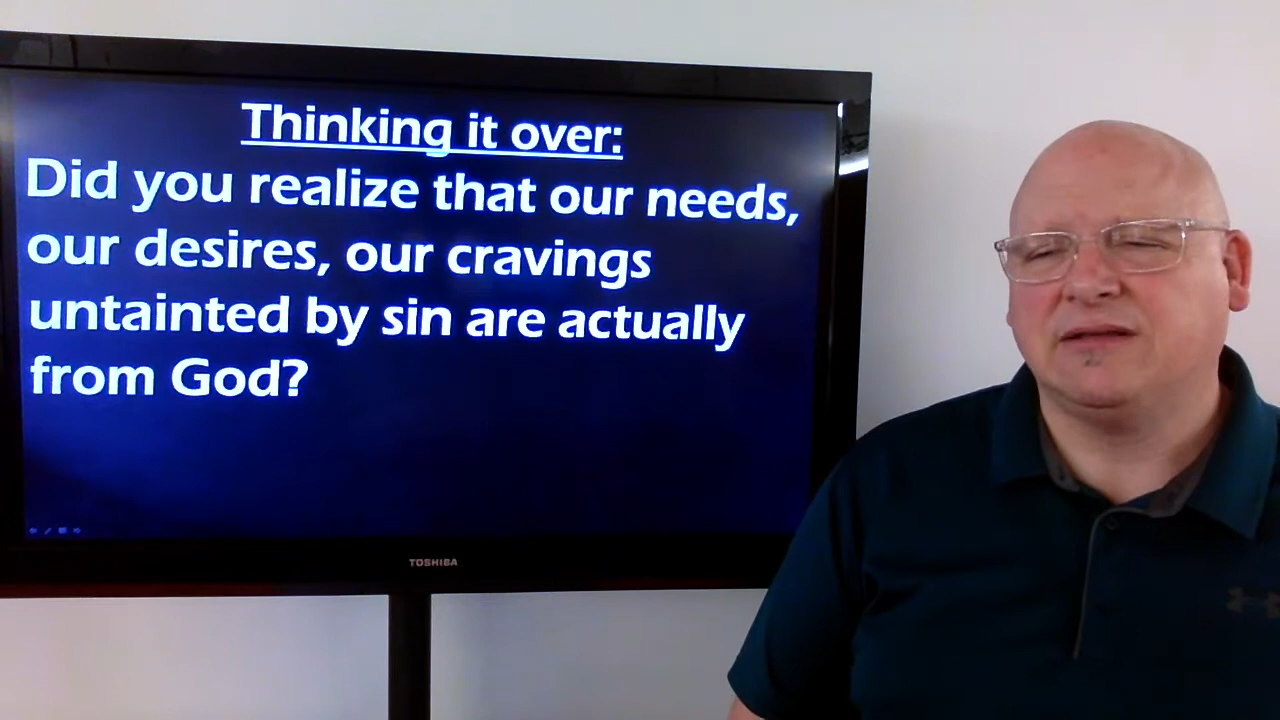 Thinking it over:
Did you realize that our needs,
our desires, our cravings
untainted by sin are actually
from God?
TOSHIBA